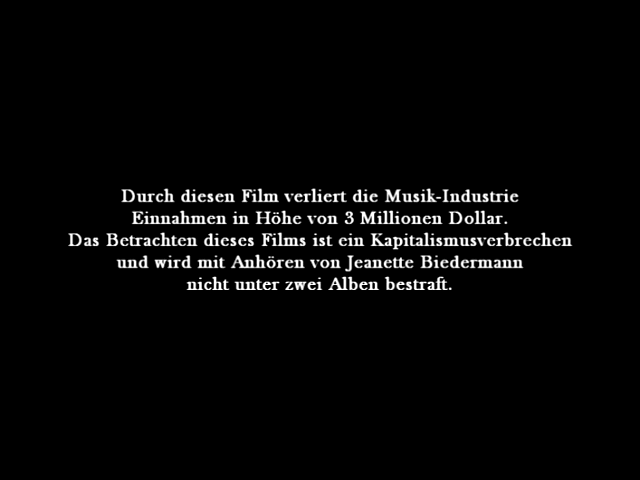 Durch diesen Film verliert die Musik-Industrie
Einnahmen in Höhe von 3 Millionen Dollar.
Das Betrachten dieses Films ist ein Kapitalismusverbrechen
und wird mit Anhören von Jeanette Biedermann
nicht unter zwei Alben bestraft.